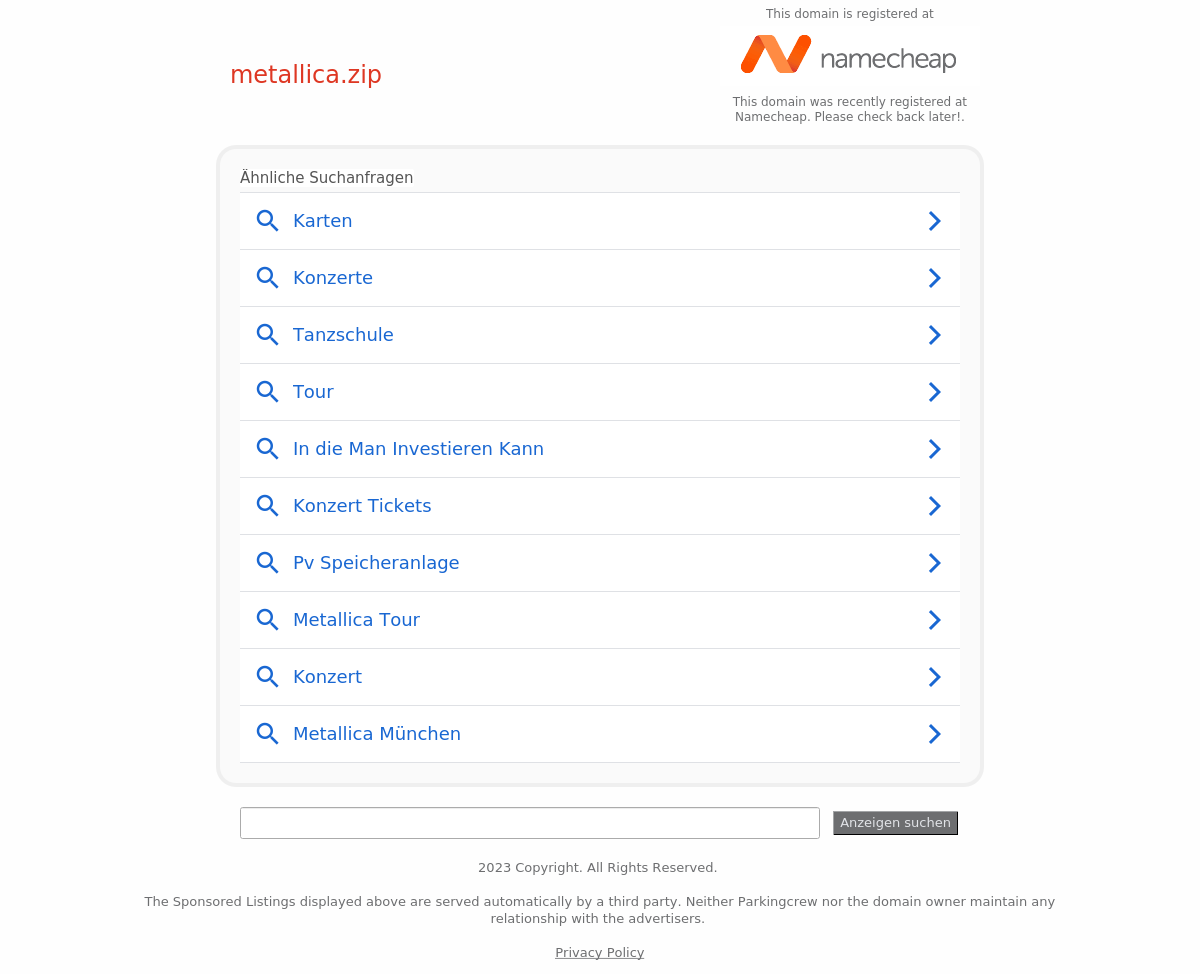 This domain is registered at
namecheap
metallica.zip
This domain was recently registered at
Namecheap. Please check back later!.
Ähnliche Suchanfragen
Karten
Konzerte
Tanzschule
Tour
In die Man Investieren Kann
Konzert Tickets
Pv Speicheranlage
Metallica Tour
Konzert
Metallica München
Anzeigen suchen
2023 Copyright. All Rights Reserved.
The Sponsored Listings displayed above are served automatically by a third party. Neither Parkingcrew nor the domain owner maintain any
relationship with the advertisers.
Privacy Policy